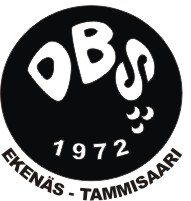 DBS
1972
EKENÄS - TAMMISAARI